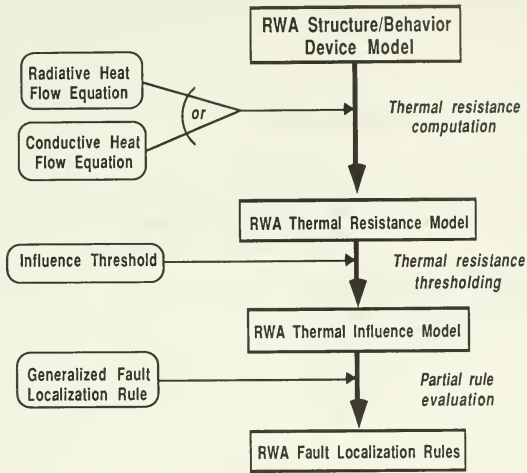 RWA Structure/Behavior
Device Model
Radiative Heat
Flow Equation
or
Conductive Heat
Flow Equation
Thermal resistance
computation
RWA Thermal Resistance Model
Influence Threshold
Thermal resistance
thresholding
RWA Thermal Influence Model
Generalized Fault
Localization Rule
Partial rule
evaluation
RWA Fault Localization Rules